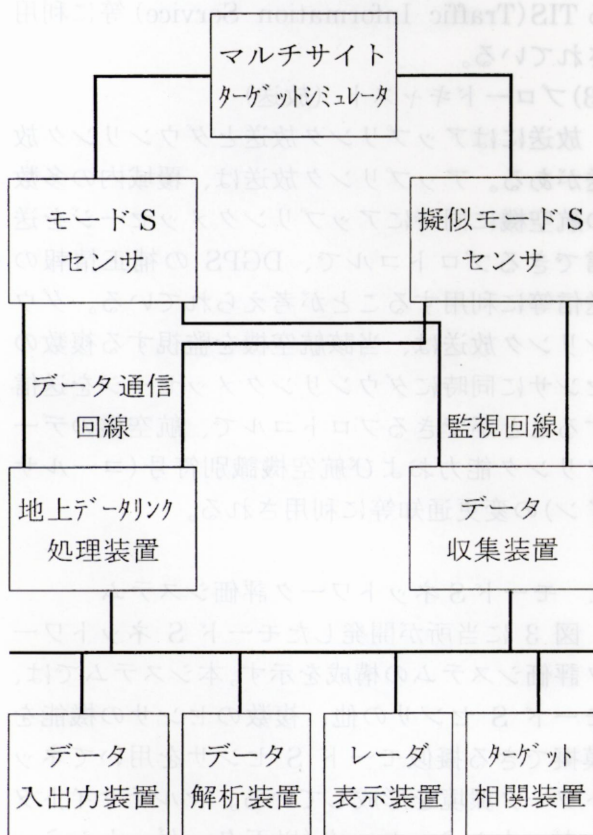 マルチサイト
ターゲットシミュレータ
モードS
センサ
擬似モードS
センサ
データ通信
回線
監視回線
地上データリンク
処理装置
データ
収集装置
データ
入出力装置
データ
解析装置
レーダ
表示装置
ターゲット
相関装置